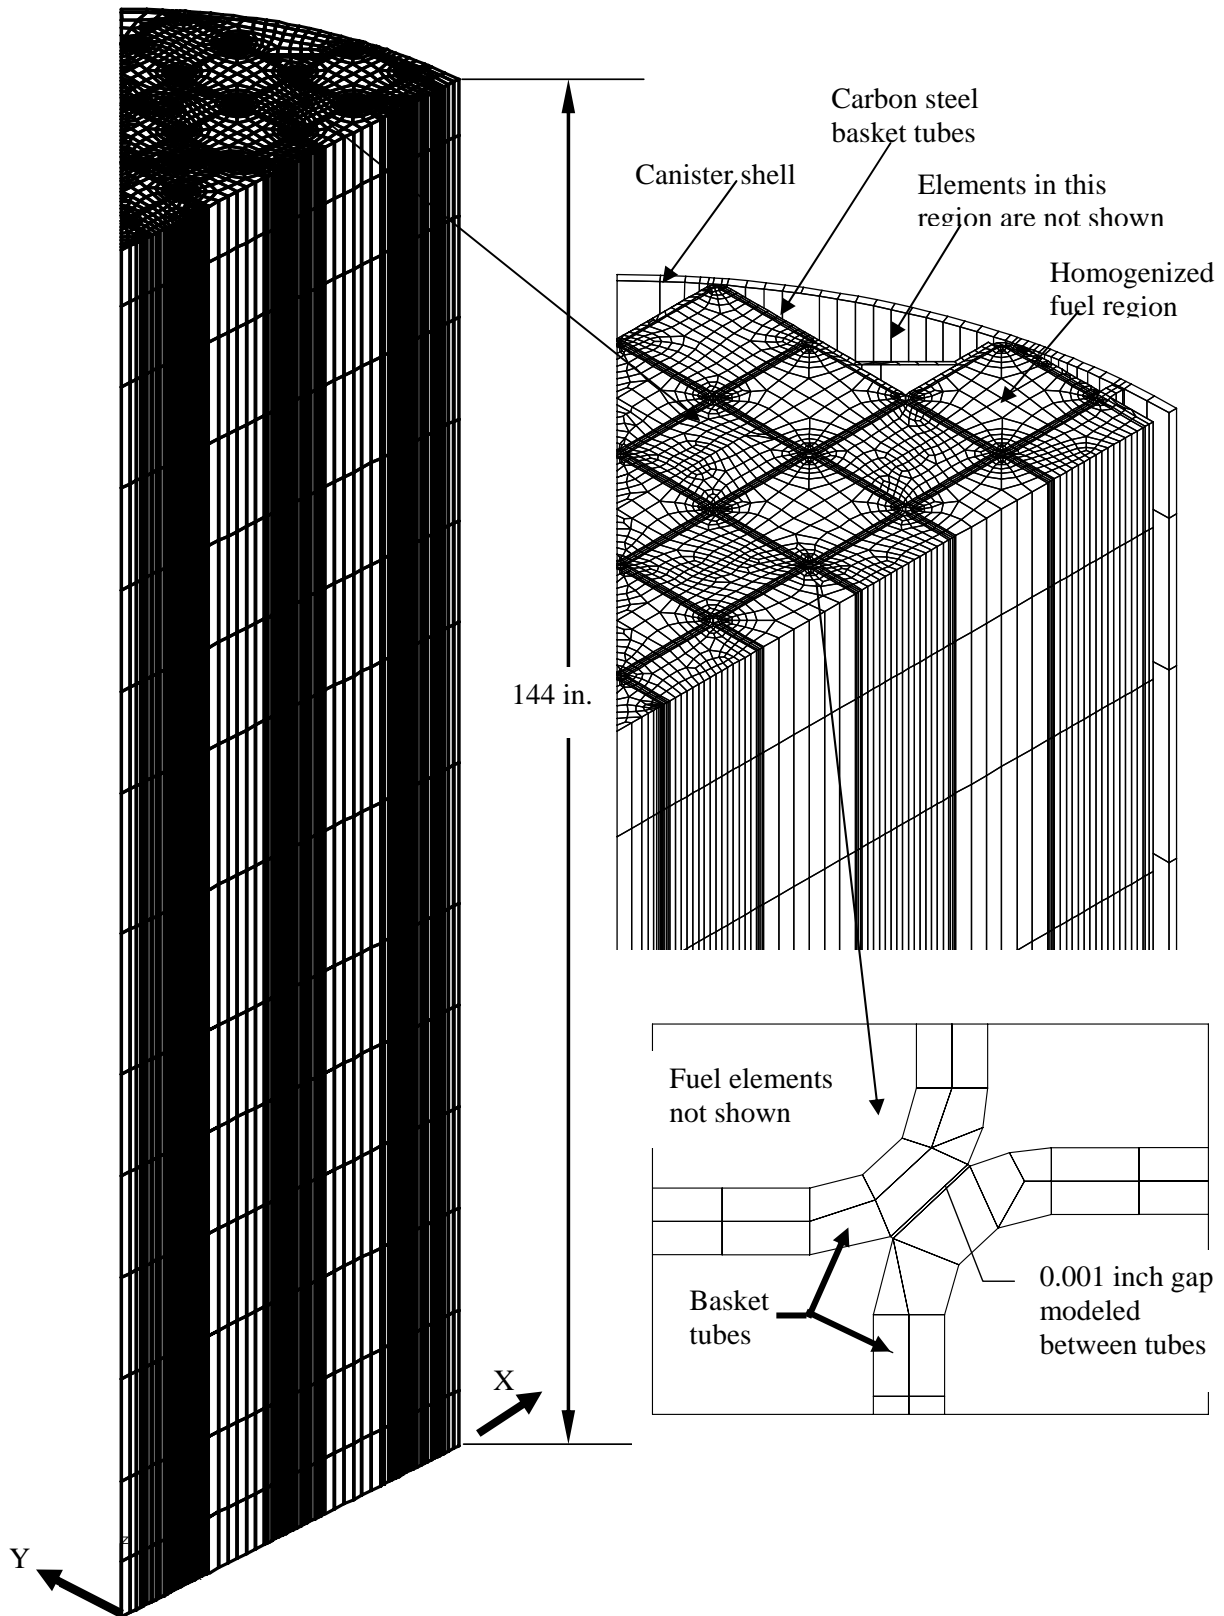 Carbon steel
basket tubes
Canister shell
Elements in this
region are not shown
Homogenized
fuel region
144 in.
Fuel elements
not shown
Basket
tubes
0.001 inch gap
modeled
between tubes
X
Y
z